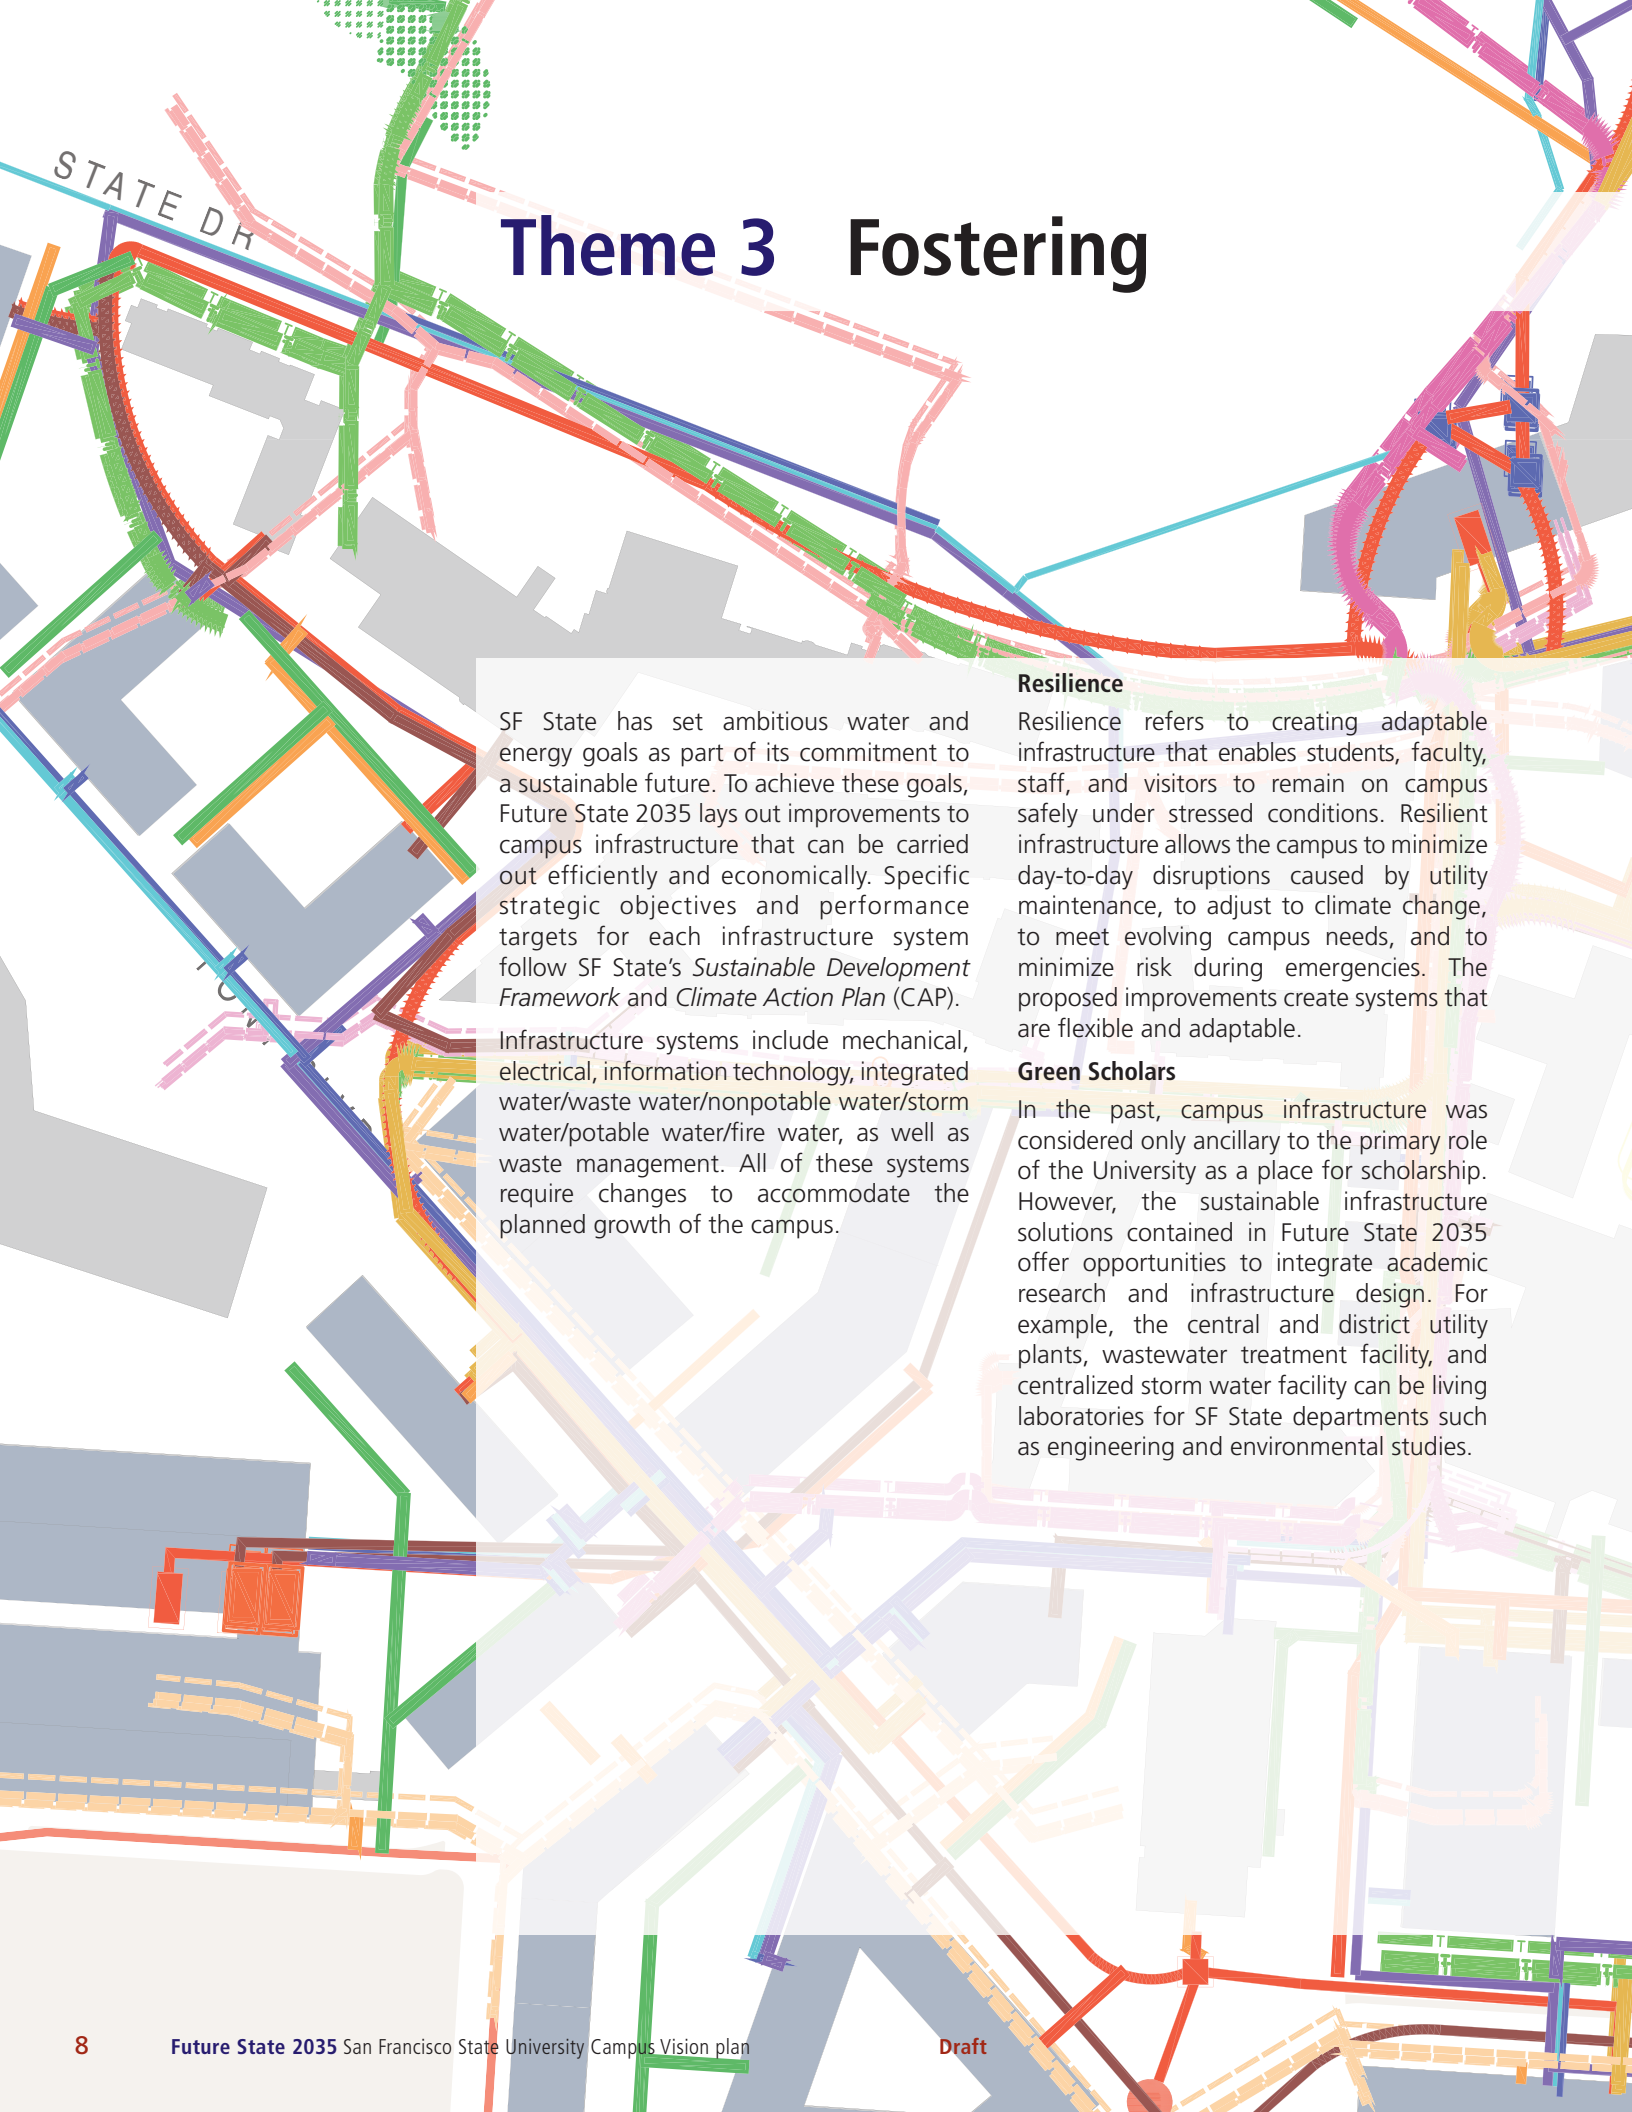 STATE DR
Theme 3 Fostering
SF State has set ambitious water and
energy goals as part of its commitment to
a sustainable future. To achieve these goals,
Future State 2035 lays out improvements to
campus infrastructure that can be carried
out efficiently and economically. Specific
strategic objectives and performance
targets for each infrastructure system
follow SF State’s Sustainable Development
Framework and Climate Action Plan (CAP).
Infrastructure systems include mechanical,
electrical, information technology, integrated
water/waste water/nonpotable water/storm
water/potable water/fire water, as well as
waste management. All of these systems
require changes to accommodate the
planned growth of the campus.
Resilience
Resilience refers to creating adaptable
infrastructure that enables students, faculty,
staff, and visitors to remain on campus
safely under stressed conditions. Resilient
infrastructure allows the campus to minimize
day-to-day disruptions caused by utility
maintenance, to adjust to climate change,
to meet evolving campus needs, and to
minimize risk during emergencies. The
proposed improvements create systems that
are flexible and adaptable.
Green Scholars
In the past, campus infrastructure was
considered only ancillary to the primary role
of the University as a place for scholarship.
However, the sustainable infrastructure
solutions contained in Future State 2035
offer opportunities to integrate academic
research and infrastructure design. For
example, the central and district utility
plants, wastewater treatment facility, and
centralized storm water facility can be living
laboratories for SF State departments such
as engineering and environmental studies.
8 Future State 2035 San Francisco State University Campus Vision plan Draft